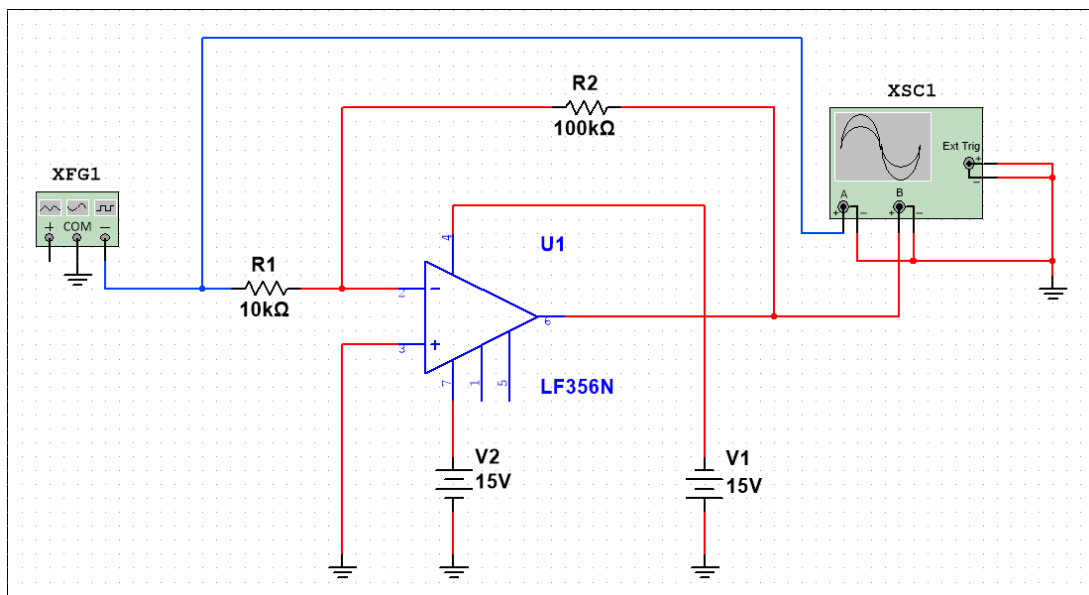 R2
100kΩ
XSC1
Ext Trig
+
−
A
B
+
−
+
−
XFG1
+
COM
−
R1
10kΩ
4
U1
2
−
6
3
+
7
1
5
LF356N
V2
15V
V1
15V